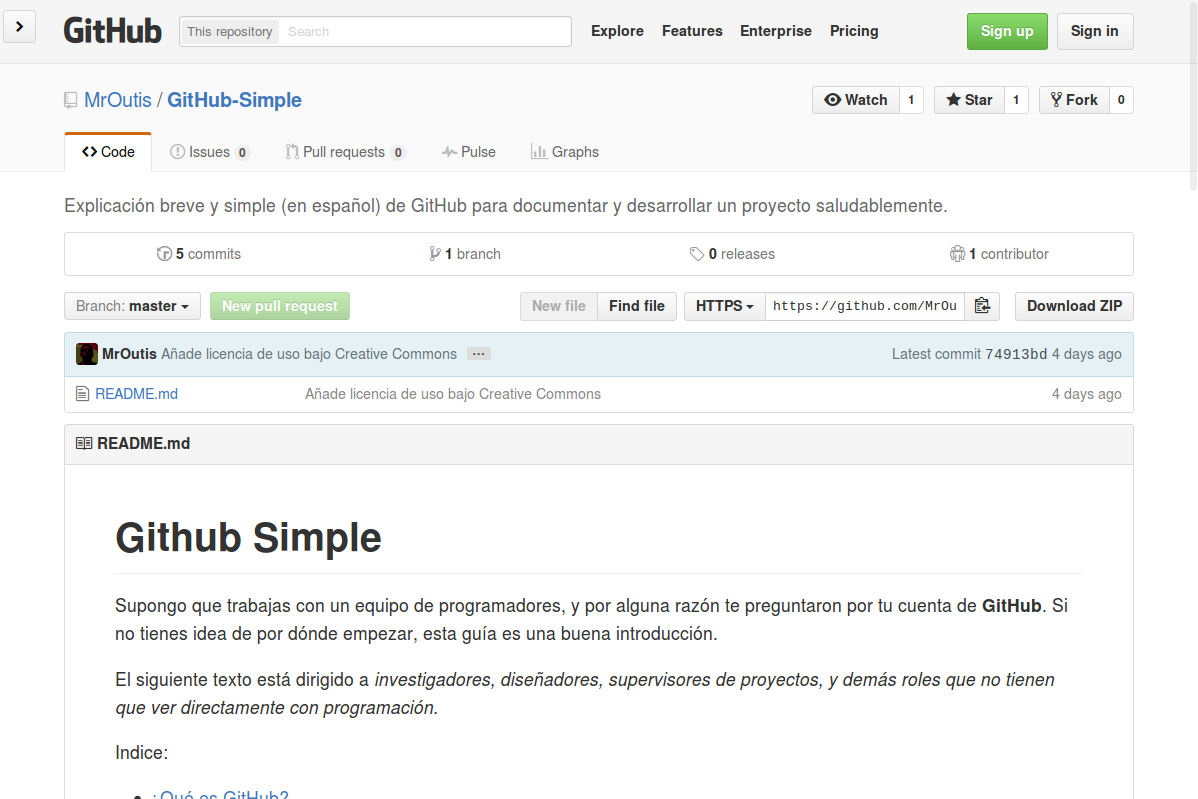 GitHub This repository Search Explore Features Enterprise Pricing Sign up Sign in
MrOutis / GitHub-Simple Watch 1 Star 1 Fork 0
Code Issues 0 Pull requests 0 Pulse Graphs
Explicación breve y simple (en español) de GitHub para documentar y desarrollar un proyecto saludablemente.
5 commits 1 branch 0 releases 1 contributor
Branch: master New pull request New file Find file HTTPS https://github.com/MrOu Download ZIP
MrOutis Añade licencia de uso bajo Creative Commons ... Latest commit 74913bd 4 days ago
README.md Añade licencia de uso bajo Creative Commons 4 days ago
README.md
Github Simple
Supongo que trabajas con un equipo de programadores, y por alguna razón te preguntaron por tu cuenta de GitHub. Si
no tienes idea de por dónde empezar, esta guía es una buena introducción.
El siguiente texto está dirigido a investigadores, diseñadores, supervisores de proyectos, y demás roles que no tienen
que ver directamente con programación.
Indice:
• ¿Qué es GitHub?